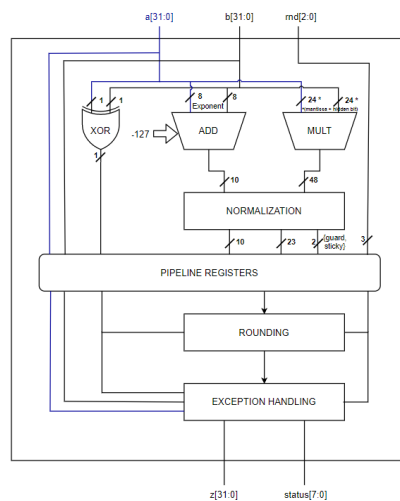 a[31:0] b[31:0] rnd[2:0]
1 1 8 8 24 * 24 *
Exponent *(mantissa + hidden bit)
XOR -127 ADD MULT
1
10 48
NORMALIZATION
10 23 2 {guard, 3
sticky}
PIPELINE REGISTERS
ROUNDING
EXCEPTION HANDLING
z[31:0] status[7:0]